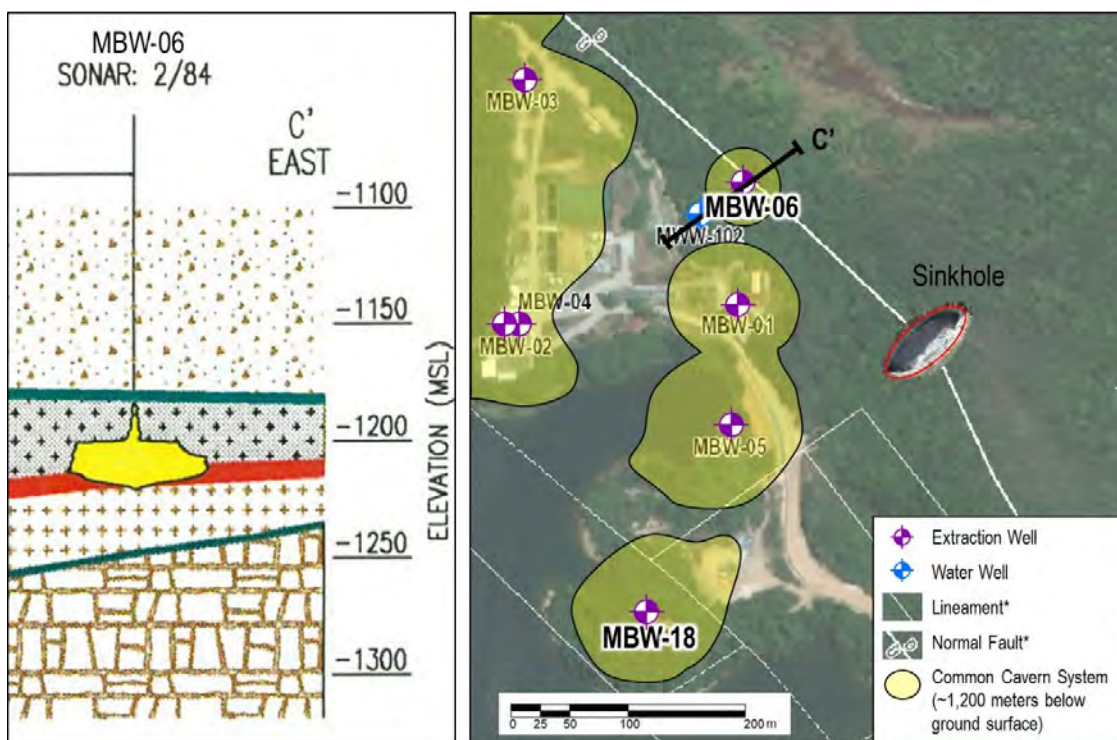 MBW-06
SONAR: 2/84
C'
EAST
-1100
-1150
-1200
-1250
-1300
ELEVATION (MSL)
MBW-03
C'
MBW-06
MWW-102
Sinkhole
MBW-04
MBW-02
MBW-01
MBW-05
MBW-18
0 25 50 100 200 m
Extraction Well
Water Well
Lineament*
Normal Fault*
Common Cavern System
(~1,200 meters below
ground surface)